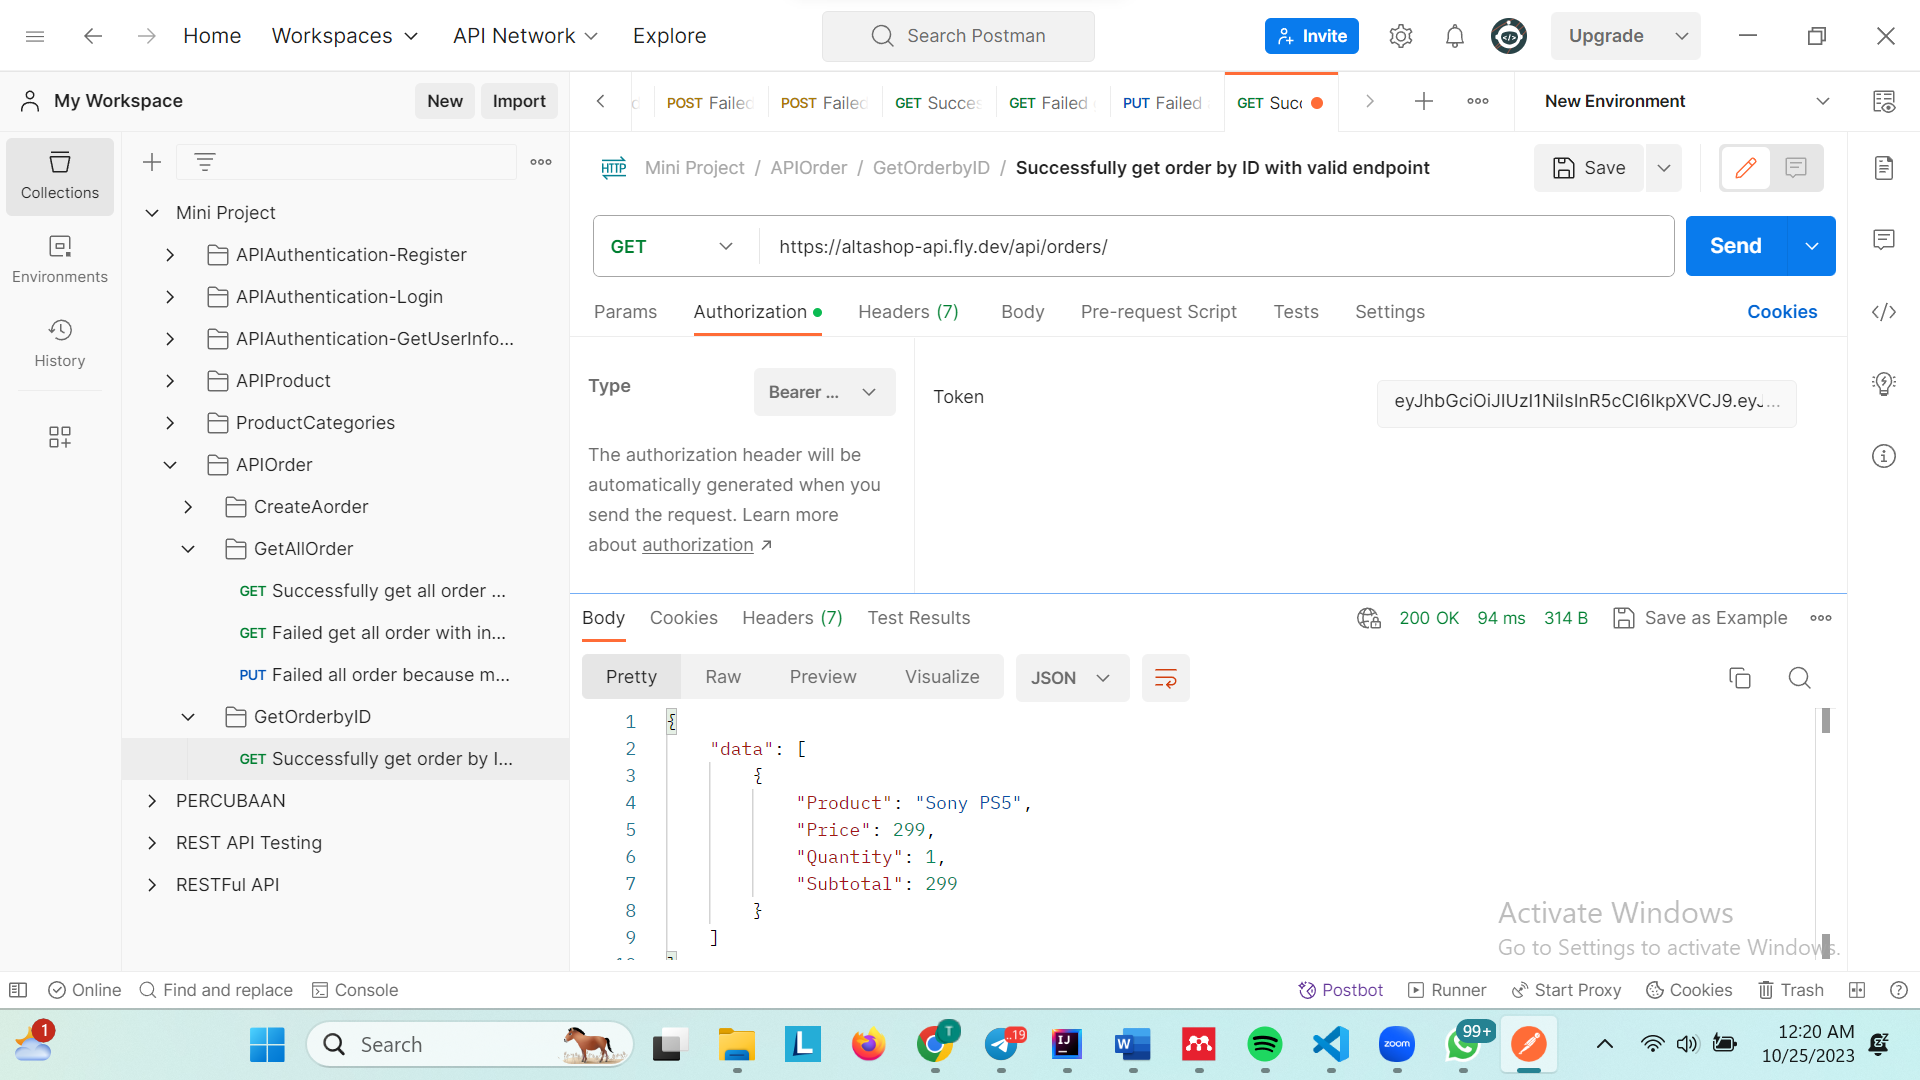 Home Workspaces API Network Explore Search Postman Invite Upgrade
My Workspace New Import
POST Failed POST Failed GET Succes GET Failed PUT Failed GET Succ New Environment
Collections
Environments
History
Mini Project
APIAuthentication-Register
APIAuthentication-Login
APIAuthentication-GetUserInfo...
APIProduct
ProductCategories
APIOrder
CreateAorder
GetAllOrder
GET Successfully get all order ...
GET Failed get all order with in...
PUT Failed all order because m...
GetOrderbyID
GET Successfully get order by I...
PERCUBAAN
REST API Testing
RESTFul API
HTTP Mini Project / APIOrder / GetOrderbyID / Successfully get order by ID with valid endpoint Save
GET https://altashop-api.fly.dev/api/orders/ Send
Params Authorization Headers (7) Body Pre-request Script Tests Settings Cookies
Type Bearer ... Token eyJhbGciOiJIUzI1NiIsInR5cCI6IkpXVCJ9.eyJ...
The authorization header will be
automatically generated when you
send the request. Learn more
about authorization ↗
Body Cookies Headers (7) Test Results 200 OK 94 ms 314 B Save as Example
Pretty Raw Preview Visualize JSON
1 {
2 "data": [
3 {
4 "Product": "Sony PS5",
5 "Price": 299,
6 "Quantity": 1,
7 "Subtotal": 299
8 }
9 ]
10 }
Activate Windows
Go to Settings to activate Windows.
Online Find and replace Console Postbot Runner Start Proxy Cookies Trash
1 Search L T ..19 IJ W zoom 99+ 12:20 AM
10/25/2023